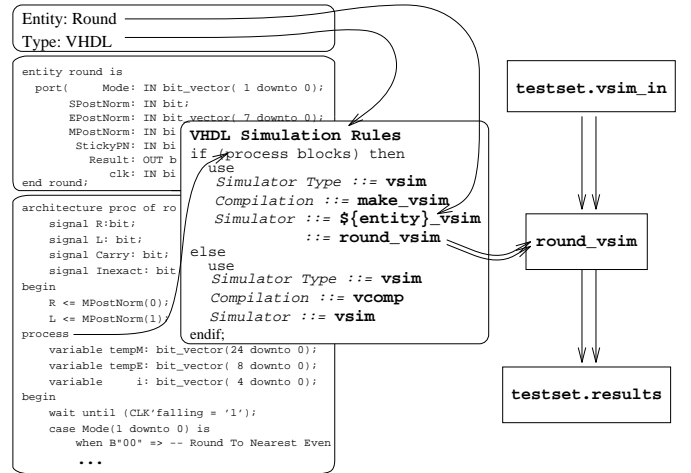 Entity: Round
Type: VHDL
entity round is
port( Mode: IN bit_vector( 1 downto 0);
SPostNorm: IN bit;
EPostNorm: IN bit_vector( 7 downto 0);
MPostNorm: IN bi
StickyPN: IN bi
Result: OUT b
clk: IN bi
end round;
architecture proc of ro
signal R:bit;
signal L: bit;
signal Carry: bit;
signal Inexact: bit
begin
R <= MPostNorm(0);
L <= MPostNorm(1);
process
variable tempM: bit_vector(24 downto 0);
variable tempE: bit_vector( 8 downto 0);
variable i: bit_vector( 4 downto 0);
begin
wait until (CLK'falling = '1');
case Mode(1 downto 0) is
when B"00" => -- Round To Nearest Even
...
VHDL Simulation Rules
if (process blocks) then
use
Simulator Type ::= vsim
Compilation ::= make_vsim
Simulator ::= ${entity}_vsim
::= round_vsim
else
use
Simulator Type ::= vsim
Compilation ::= vcomp
Simulator ::= vsim
endif;
testset.vsim_in
round_vsim
testset.results